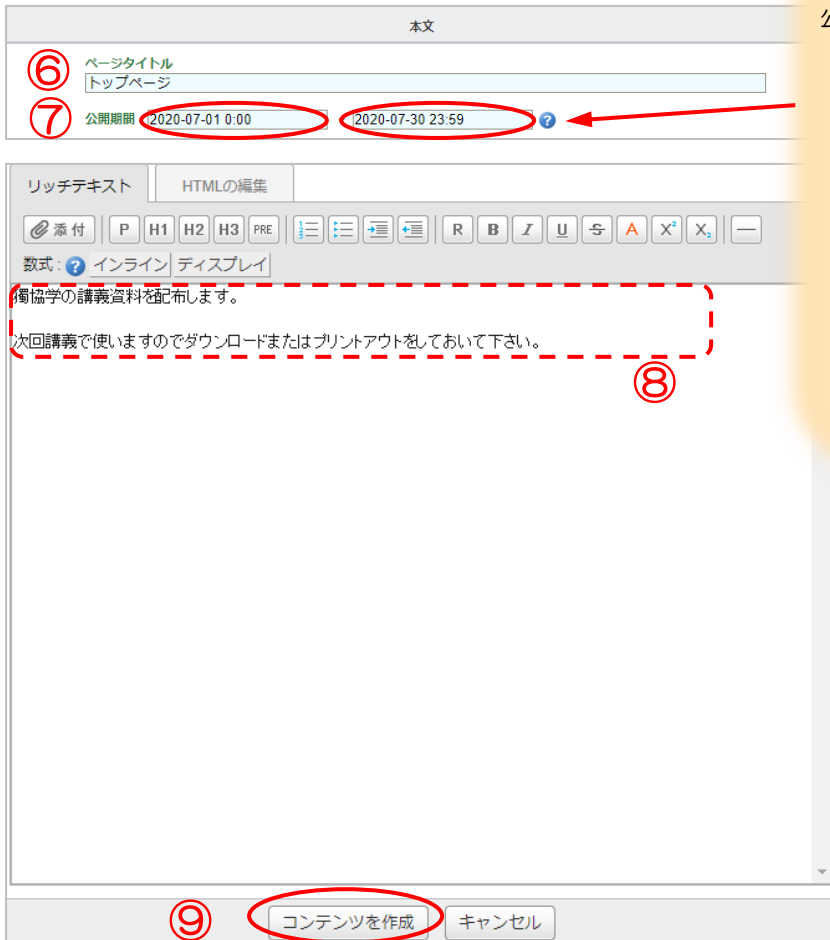 本文
公
⑥ ページタイトル
トップページ
⑦ 公開期間 2020-07-01 0:00 2020-07-30 23:59 ?
リッチテキスト HTMLの編集
添付 P H1 H2 H3 PRE R B I U S A X² X₂ —
数式 : ? インライン ディスプレイ
獨協学の講義資料を配布します。
次回講義で使いますのでダウンロードまたはプリントアウトをしておいて下さい。
⑧
⑨ コンテンツを作成 キャンセル